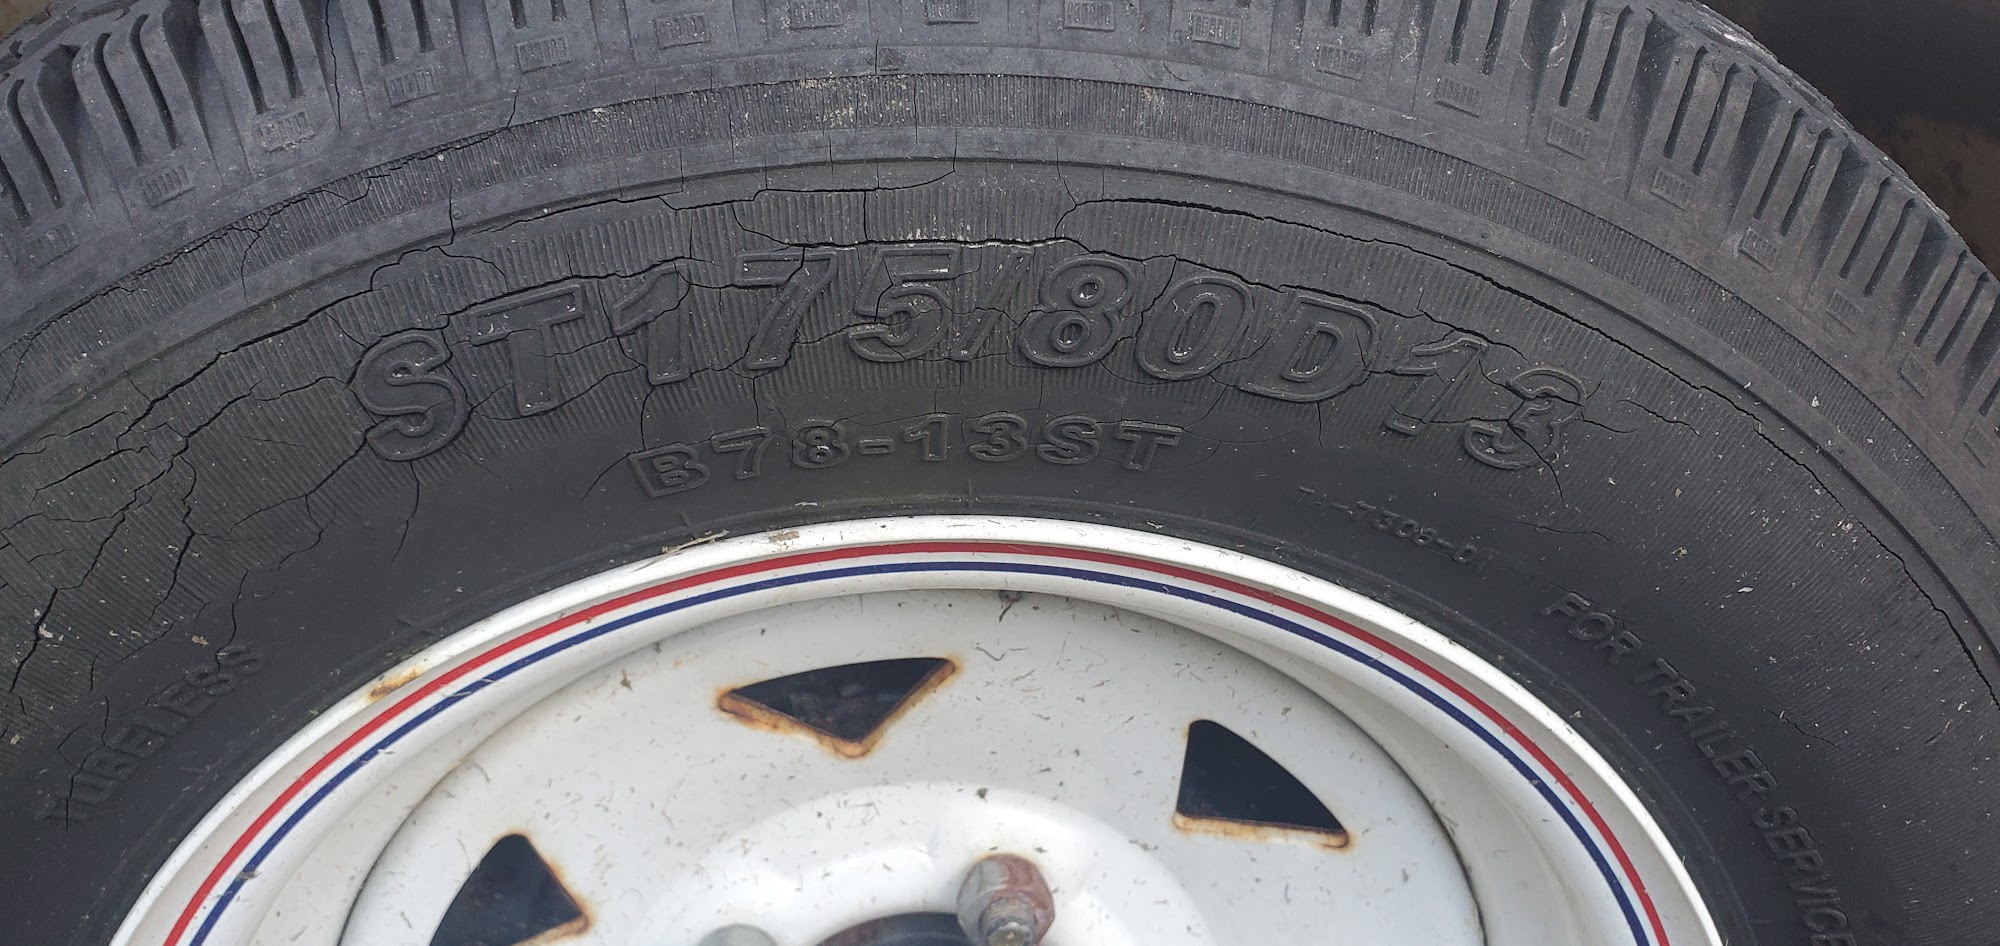 ST175/80D13
B78-13ST
TUBELESS
FOR TRAILER SERVICE